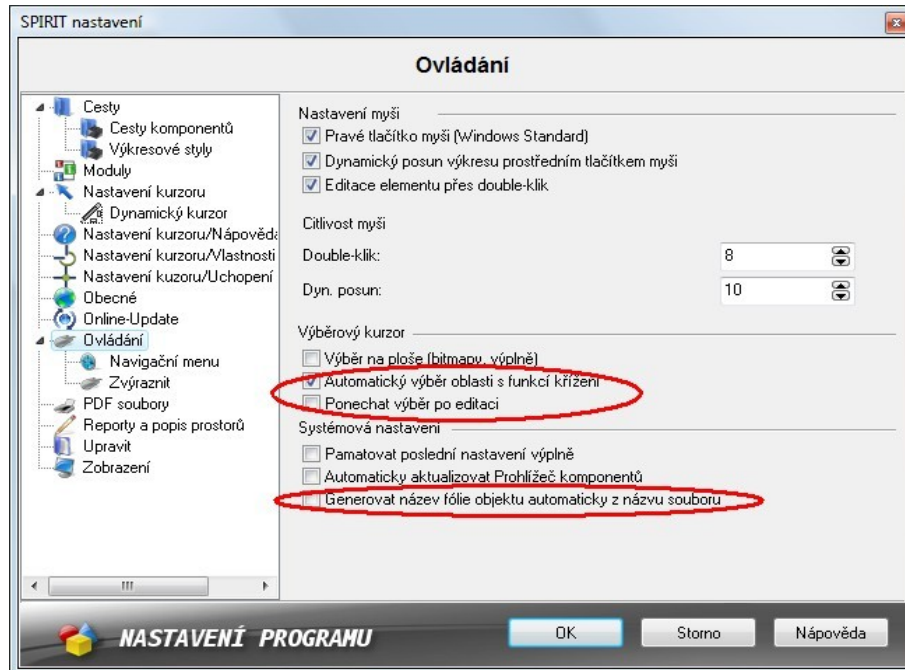 SPIRIT nastavení
Ovládání
Cesty
Cesty komponentů
Výkresové styly
Moduly
Nastavení kurzoru
Dynamický kurzor
Nastavení kurzoru/Nápověd
Nastavení kurzoru/Vlastnosti
Nastavení kuzoru/Uchopení
Obecné
Online-Update
Ovládání
Navigační menu
Zvýraznit
PDF soubory
Reporty a popis prostorů
Upravit
Zobrazení
Nastavení myši
Pravé tlačítko myši (Windows Standard)
Dynamický posun výkresu prostředním tlačítkem myši
Editace elementu přes double-klik
Citlivost myši
Double-klik: 8
Dyn. posun: 10
Výběrový kurzor
Výběr na ploše (bitmapy, výplně)
Automatický výběr oblasti s funkcí křížení
Ponechat výběr po editaci
Systémová nastavení
Pamatovat poslední nastavení výplně
Automaticky aktualizovat Prohlížeč komponentů
Generovat název fólie objektu automaticky z názvu souboru
NASTAVENÍ PROGRAMU
OK Storno Nápověda